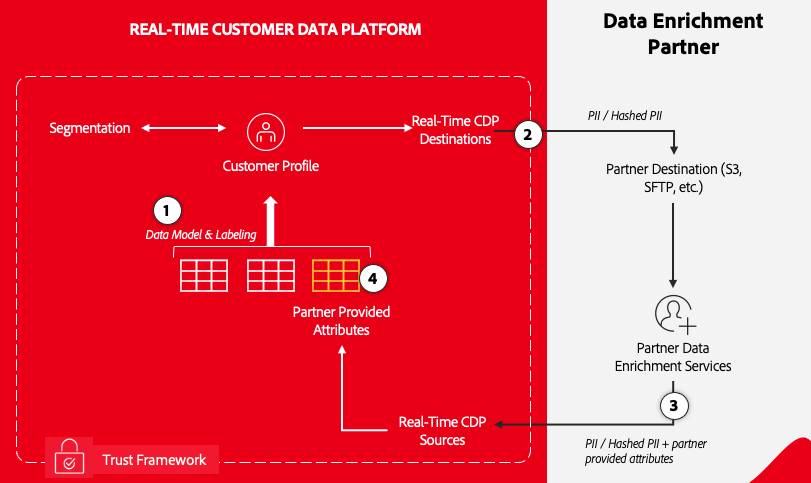 REAL-TIME CUSTOMER DATA PLATFORM
Data Enrichment
Partner
Segmentation
Customer Profile
Real-Time CDP
Destinations
2
PII / Hashed PII
Partner Destination (S3,
SFTP, etc.)
1
Data Model & Labeling
4
Partner Provided
Attributes
Partner Data
Enrichment Services
3
Real-Time CDP
Sources
PII / Hashed PII + partner
provided attributes
Trust Framework